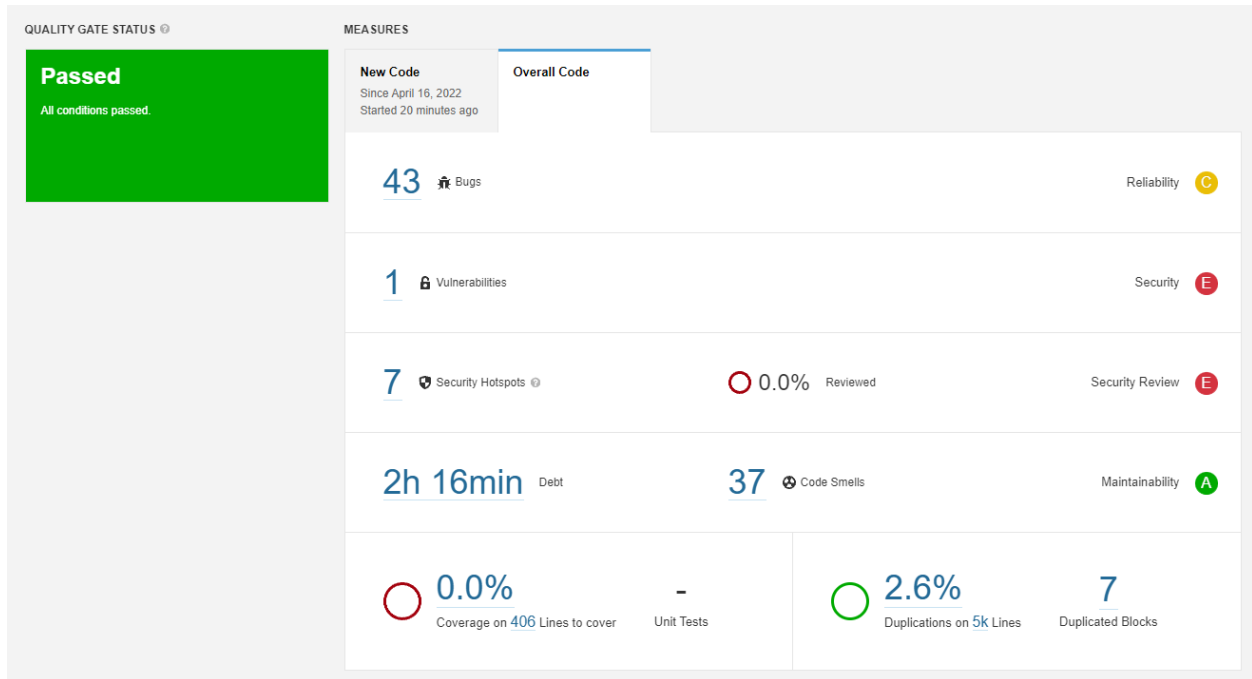 QUALITY GATE STATUS
MEASURES
Passed
All conditions passed.
New Code
Since April 16, 2022
Started 20 minutes ago
Overall Code
43 Bugs
Reliability C
1 Vulnerabilities
Security E
7 Security Hotspots
0.0% Reviewed
Security Review E
2h 16min Debt
37 Code Smells
Maintainability A
0.0%
Coverage on 406 Lines to cover
-
Unit Tests
2.6%
Duplications on 5k Lines
7
Duplicated Blocks